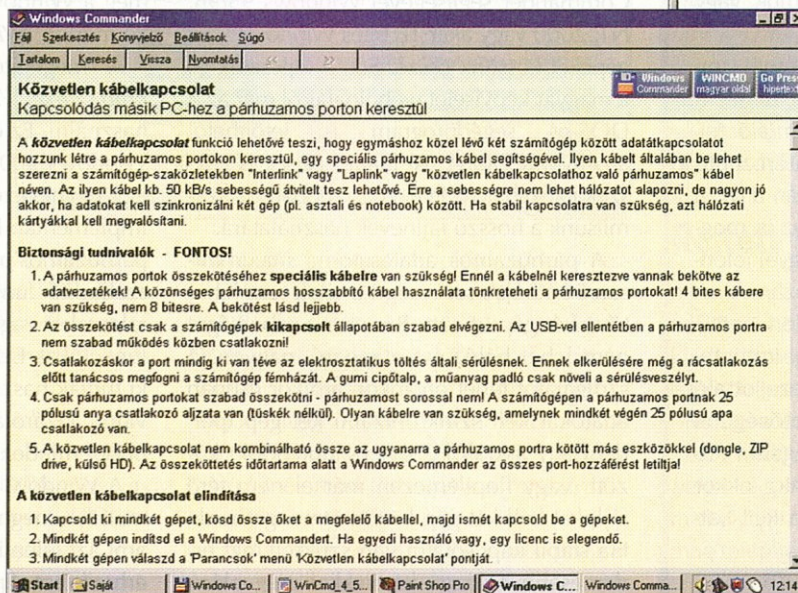 Windows Commander
Fájl Szerkesztés Könyvjelző Beállítások Súgó
Tartalom Keresés Vissza Nyomtatás << >>
Közvetlen kábelkapcsolat
Kapcsolódás másik PC-hez a párhuzamos porton keresztül
Windows Commander
WINCMD magyar oldal
Go Pres
hipertext
A közvetlen kábelkapcsolat funkció lehetővé teszi, hogy egymáshoz közel lévő két számítógép között adatátkapcsolatot
hozzunk létre a párhuzamos portokon keresztül, egy speciális párhuzamos kábel segítségével. Ilyen kábelt általában be lehet
szerezni a számítógép-szaküzletekben "Interlink" vagy "Laplink" vagy "közvetlen kábelkapcsolathoz való párhuzamos" kábel
néven. Az ilyen kábel kb. 50 kB/s sebességű átvitelt tesz lehetővé. Erre a sebességre nem lehet hálózatot alapozni, de nagyon jó
akkor, ha adatokat kell szinkronizálni két gép (pl. asztali és notebook) között. Ha stabil kapcsolatra van szükség, azt hálózati
kártyákkal kell megvalósítani.
Biztonsági tudnivalók - FONTOS!
1. A párhuzamos portok összekötéséhez speciális kábelre van szükség! Ennél a kábelnél keresztezve vannak bekötve az
adatvezetékek! A közönséges párhuzamos hosszabbító kábel használata tönkreteheti a párhuzamos portokat! 4 bites kábere
van szükség, nem 8 bitesre. A bekötést lásd lejjebb.
2. Az összekötést csak a számítógépek kikapcsolt állapotában szabad elvégezni. Az USB-vel ellentétben a párhuzamos portra
nem szabad működés közben csatlakozni!
3. Csatlakozáskor a port mindig ki van téve az elektrosztatikus töltés általi sérülésnek. Ennek elkerülésére még a rácsatlakozás
előtt tanácsos megfogni a számítógép fémházát. A gumi cipőtalp, a műanyag padló csak növeli a sérülésveszélyt.
4. Csak párhuzamos portokat szabad összekötni - párhuzamost sorossal nem! A számítógépen a párhuzamos portnak 25
pólusú anya csatlakozó aljzata van (tüskék nélkül). Olyan kábelre van szükség, amelynek mindkét végén 25 pólusú apa
csatlakozó van.
5. A közvetlen kábelkapcsolat nem kombinálható össze az ugyanarra a párhuzamos portra kötött más eszközökkel (dongle, ZIP
drive, külső HD). Az összeköttetés időtartama alatt a Windows Commander az összes port-hozzáférést letiltja!
A közvetlen kábelkapcsolat elindítása
1. Kapcsold ki mindkét gépet, kösd össze őket a megfelelő kábellel, majd ismét kapcsold be a gépeket.
2. Mindkét gépen indítsd el a Windows Commandert. Ha egyedi használó vagy, egy licenc is elegendő.
3. Mindkét gépen válaszd a 'Parancsok' menü 'Közvetlen kábelkapcsolat' pontját.
Start Saját Windows Co... WinCmd_4_5... Paint Shop Pro Windows C... Windows Comma... 12:14